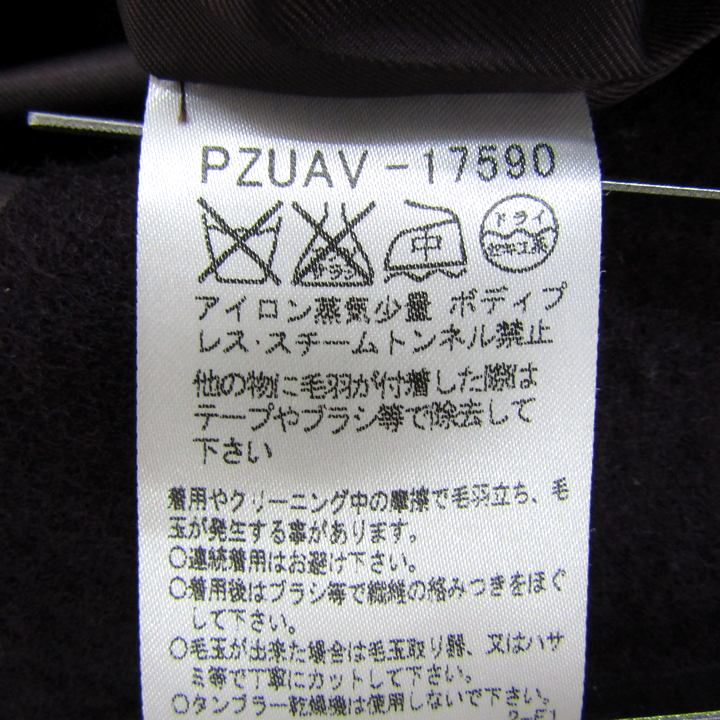 PZUAV-17590
エンソサラシ
中
ドライ
セキユ系
アイロン蒸気少量 ボディプ
レス・スチームトンネル禁止
他の物に毛羽が付着した際は
テープやブラシ等で除去して
下さい
着用やクリーニング中の摩擦で毛羽立ち、毛
玉が発生する事があります。
○連続着用はお避け下さい。
○着用後はブラシ等で繊維の絡みつきをほぐ
して下さい。
○毛玉が出来た場合は毛玉取り器、又はハサ
ミ等で丁寧にカットして下さい。
○タンブラー乾燥機は使用しないで下さい。